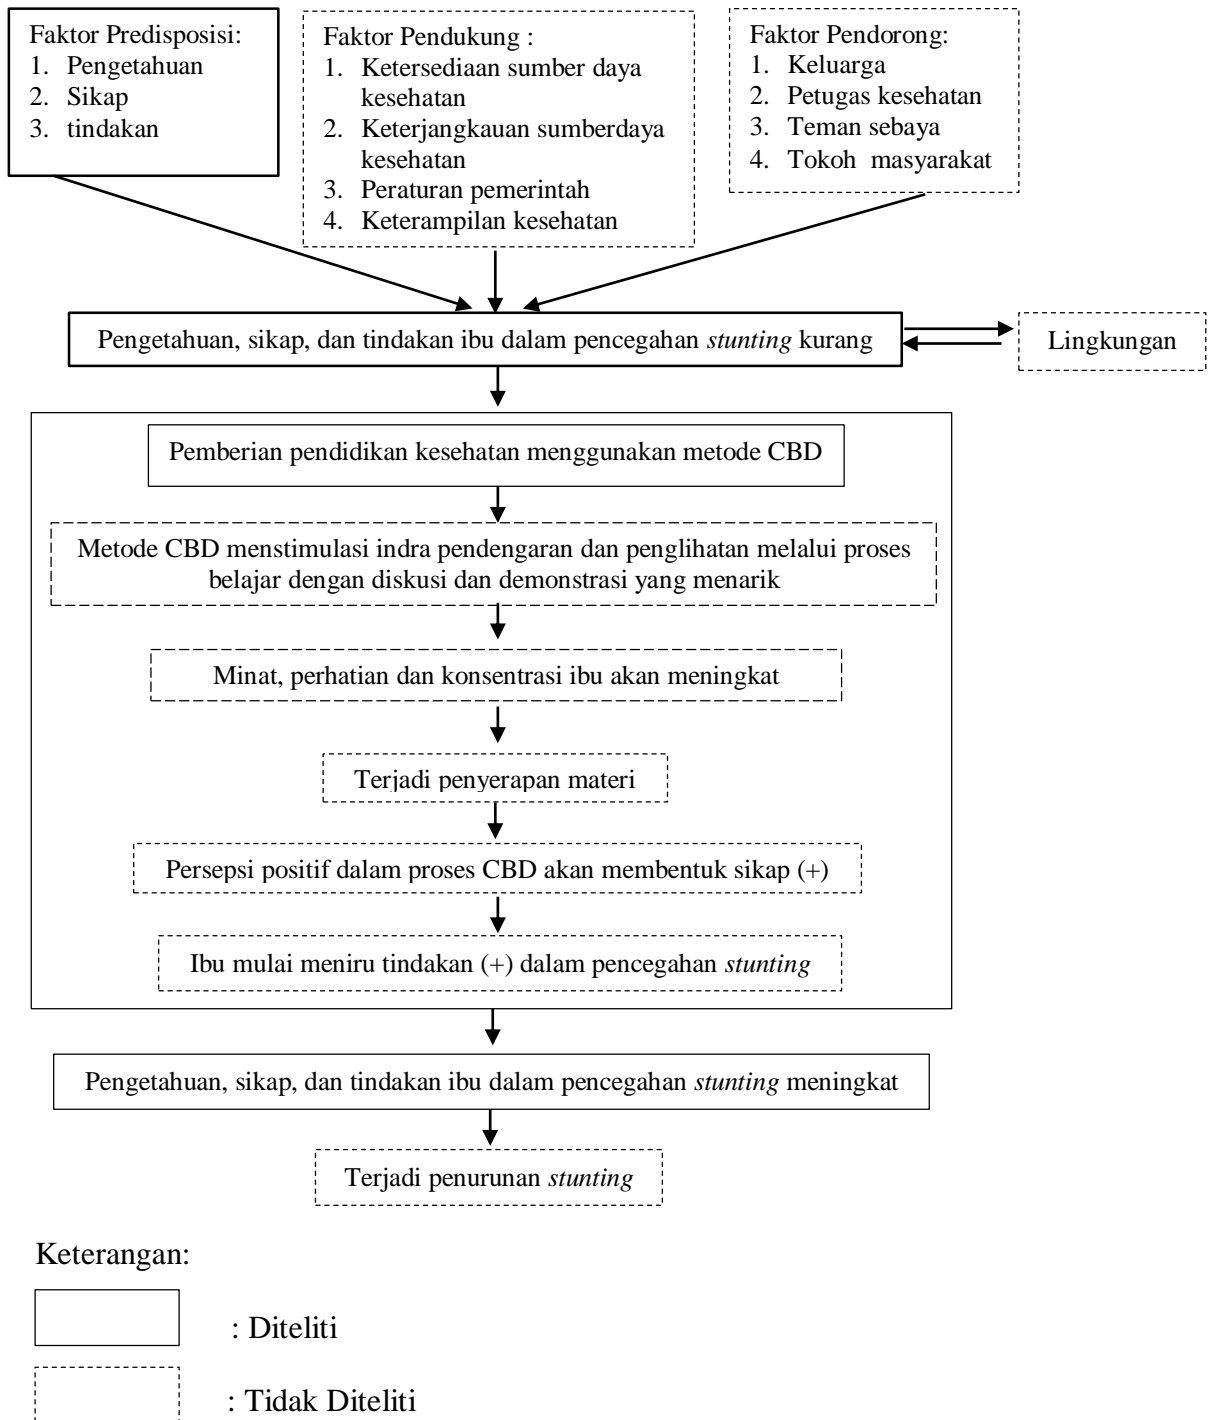 Faktor Predisposisi:
1. Pengetahuan
2. Sikap
3. tindakan
Faktor Pendukung :
1. Ketersediaan sumber daya
kesehatan
2. Keterjangkauan sumberdaya
kesehatan
3. Peraturan pemerintah
4. Keterampilan kesehatan
Faktor Pendorong:
1. Keluarga
2. Petugas kesehatan
3. Teman sebaya
4. Tokoh masyarakat
Pengetahuan, sikap, dan tindakan ibu dalam pencegahan stunting kurang
Lingkungan
Pemberian pendidikan kesehatan menggunakan metode CBD
Metode CBD menstimulasi indra pendengaran dan penglihatan melalui proses
belajar dengan diskusi dan demonstrasi yang menarik
Minat, perhatian dan konsentrasi ibu akan meningkat
Terjadi penyerapan materi
Persepsi positif dalam proses CBD akan membentuk sikap (+)
Ibu mulai meniru tindakan (+) dalam pencegahan stunting
Pengetahuan, sikap, dan tindakan ibu dalam pencegahan stunting meningkat
Terjadi penurunan stunting
Keterangan:
: Diteliti
: Tidak Diteliti